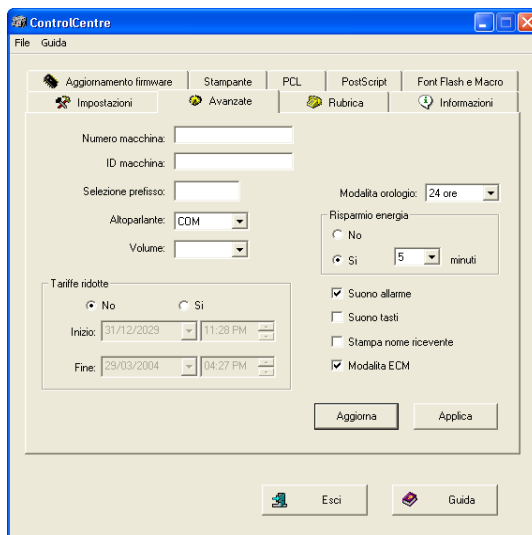 ControlCentre
File Guida
Aggiornamento firmware Stampante PCL PostScript Font Flash e Macro
Impostazioni Avanzate Rubrica Informazioni
Numero macchina:
ID macchina:
Selezione prefisso:
Modalita orologio: 24 ore
Altoparlante: COM
Risparmio energia
No
Volume:
Si 5 minuti
Tariffe ridotte
No Si
Suono allarme
Suono tasti
Inizio: 31/12/2029 11:28 PM
Stampa nome ricevente
Fine: 29/03/2004 04:27 PM
Modalita ECM
Aggiorna Applica
Esci Guida